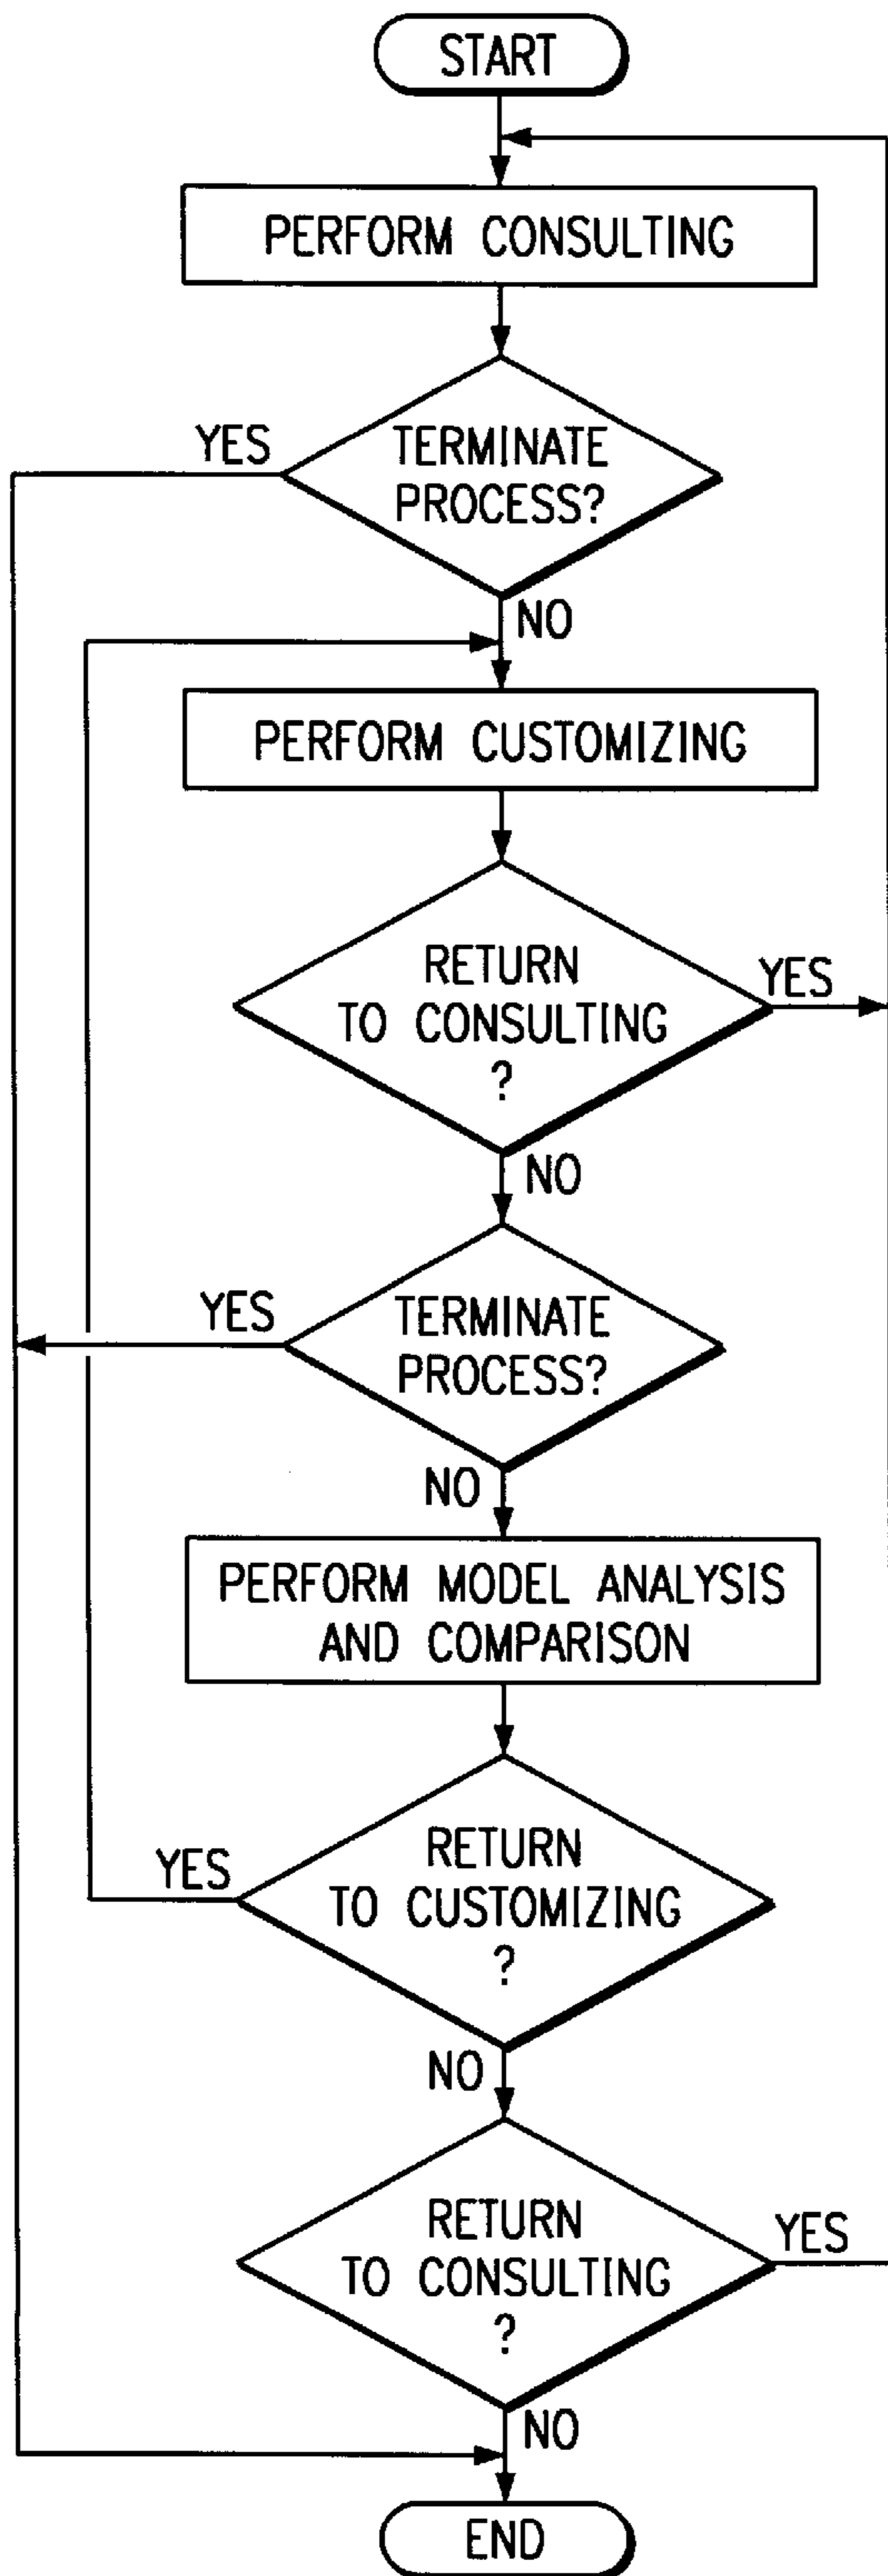 START
PERFORM CONSULTING
YES
TERMINATE
PROCESS?
NO
PERFORM CUSTOMIZING
RETURN
TO CONSULTING
?
YES
NO
YES
TERMINATE
PROCESS?
NO
PERFORM MODEL ANALYSIS
AND COMPARISON
YES
RETURN
TO CUSTOMIZING
?
NO
RETURN
TO CONSULTING
?
YES
NO
END